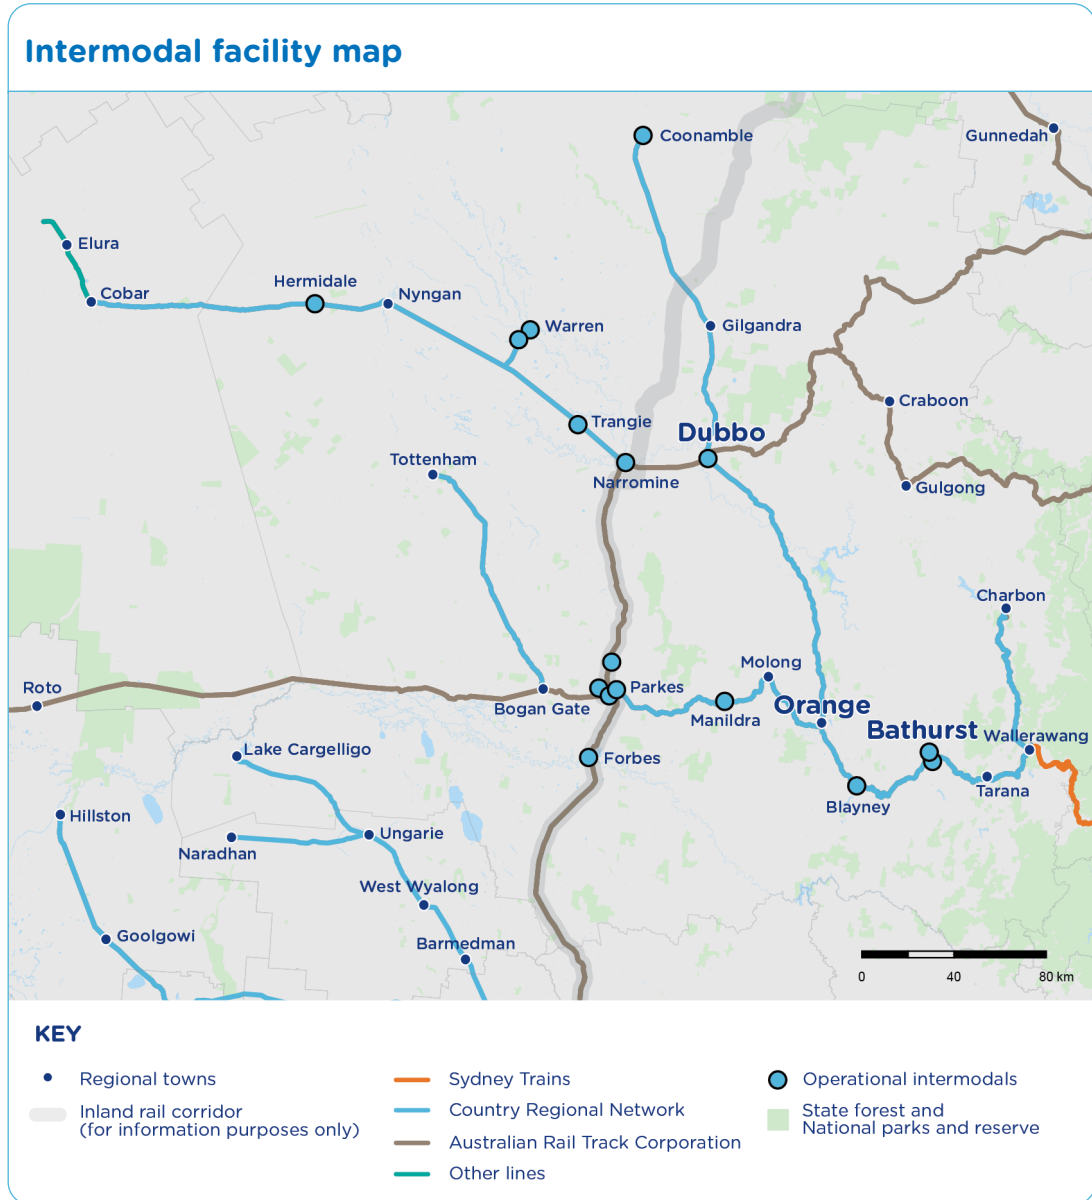 Intermodal facility map
Coonamble
Gunnedah
Elura
Cobar
Hermidale
Nyngan
Warren
Gilgandra
Trangie
Craboon
Dubbo
Tottenham
Narromine
Gulgong
Charbon
Roto
Bogan Gate
Parkes
Molong
Manildra
Orange
Bathurst
Wallerawang
Lake Cargelligo
Forbes
Tarana
Blayney
Hillston
Naradhan
Ungarie
West Wyalong
Goolgowi
Barmedman
0 40 80 km
KEY
Regional towns
Inland rail corridor
(for information purposes only)
Sydney Trains
Country Regional Network
Australian Rail Track Corporation
Other lines
Operational intermodals
State forest and
National parks and reserve